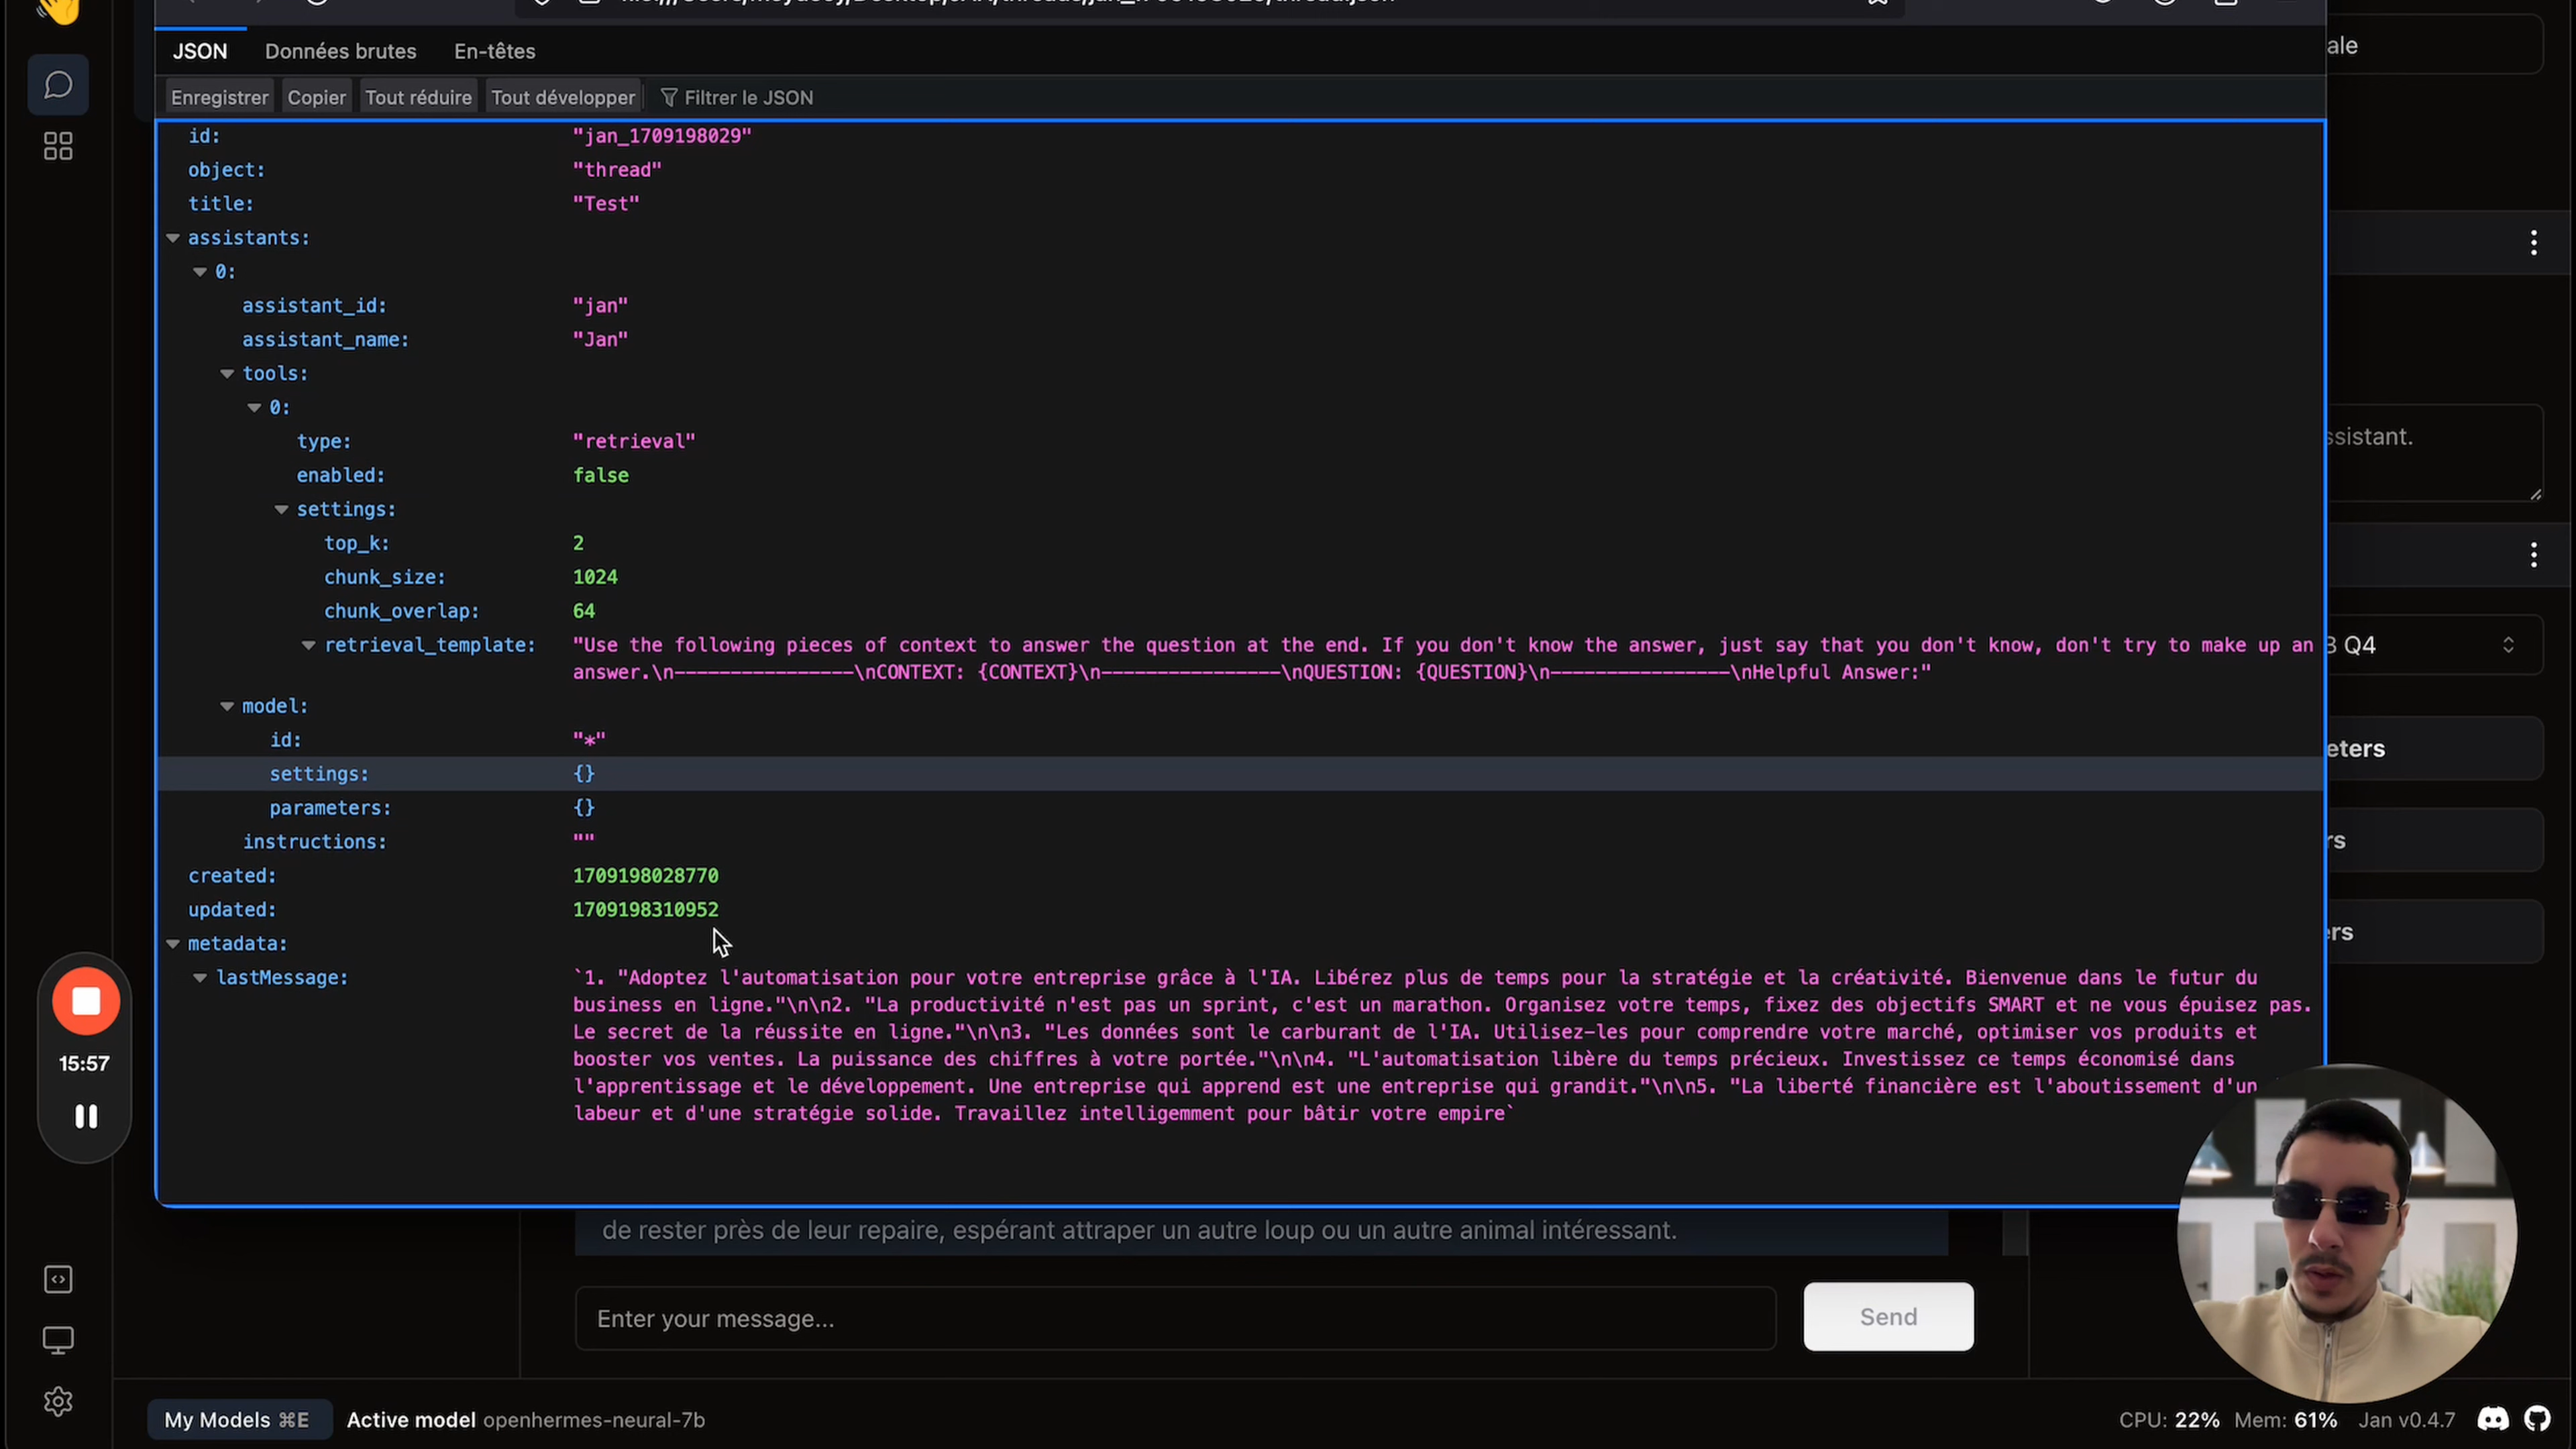 JSON Données brutes En-têtes
ale
Enregistrer Copier Tout réduire Tout développer Filtrer le JSON
id: "jan_1709198029"
object: "thread"
title: "Test"
assistants:
0:
assistant_id: "jan"
assistant_name: "Jan"
tools:
0:
type: "retrieval"
ssistant.
enabled: false
settings:
top_k: 2
chunk_size: 1024
chunk_overlap: 64
retrieval_template: "Use the following pieces of context to answer the question at the end. If you don't know the answer, just say that you don't know, don't try to make up an
B Q4
answer.\n----------------\nCONTEXT: {CONTEXT}\n----------------\nQUESTION: {QUESTION}\n----------------\nHelpful Answer:"
model:
id: "*"
eters
settings: {}
parameters: {}
instructions: ""
rs
created: 1709198028770
updated: 1709198310952
ers
metadata:
lastMessage: `1. "Adoptez l'automatisation pour votre entreprise grâce à l'IA. Libérez plus de temps pour la stratégie et la créativité. Bienvenue dans le futur du
business en ligne."\n\n2. "La productivité n'est pas un sprint, c'est un marathon. Organisez votre temps, fixez des objectifs SMART et ne vous épuisez pas.
Le secret de la réussite en ligne."\n\n3. "Les données sont le carburant de l'IA. Utilisez-les pour comprendre votre marché, optimiser vos produits et
booster vos ventes. La puissance des chiffres à votre portée."\n\n4. "L'automatisation libère du temps précieux. Investissez ce temps économisé dans
l'apprentissage et le développement. Une entreprise qui apprend est une entreprise qui grandit."\n\n5. "La liberté financière est l'aboutissement d'un
labeur et d'une stratégie solide. Travaillez intelligemment pour bâtir votre empire`
15:57
de rester près de leur repaire, espérant attraper un autre loup ou un autre animal intéressant.
Enter your message... Send
My Models ⌘E Active model openhermes-neural-7b CPU: 22% Mem: 61% Jan v0.4.7